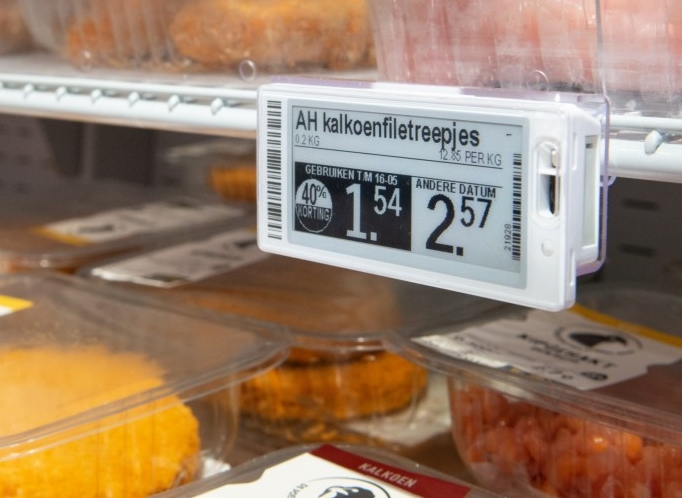 AH kalkoenfiletreepjes
0.2 KG
12.85 PER KG
GEBRUIKEN T.M 16-05
40% KORTING
1.54
ANDERE DATUM
2.57
21928
KALKOEN